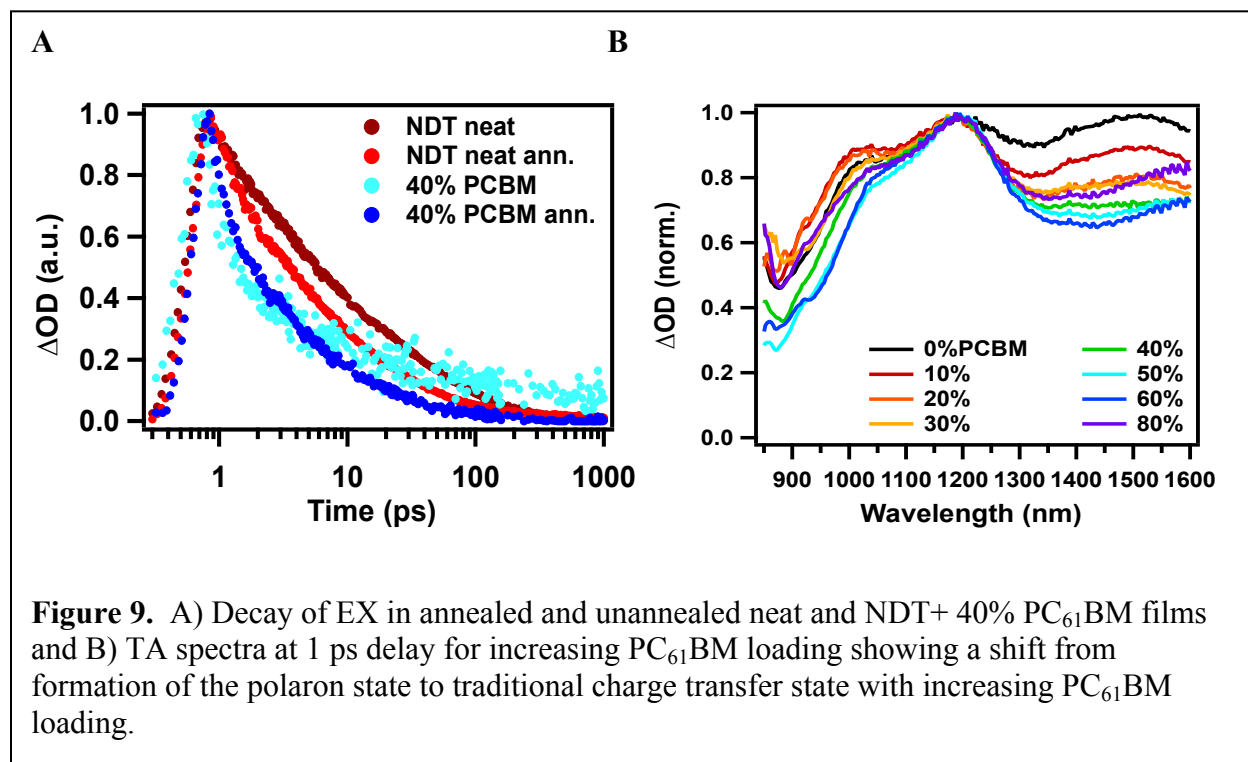 A
B
1.0
0.8
0.6
0.4
0.2
0.0
ΔOD (a.u.)
NDT neat
NDT neat ann.
40% PCBM
40% PCBM ann.
1
10
100
1000
Time (ps)
1.0
0.8
0.6
0.4
0.2
0.0
ΔOD (norm.)
0%PCBM
10%
20%
30%
40%
50%
60%
80%
900 1000 1100 1200 1300 1400 1500 1600
Wavelength (nm)
Figure 9. A) Decay of EX in annealed and unannealed neat and NDT+ 40% PC₆₁BM films
and B) TA spectra at 1 ps delay for increasing PC₆₁BM loading showing a shift from
formation of the polaron state to traditional charge transfer state with increasing PC₆₁BM
loading.